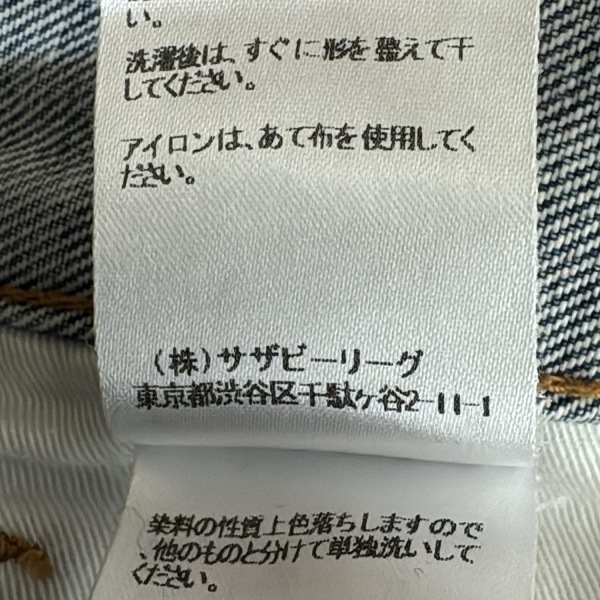 い。
洗濯後は、すぐに形を整えて干
してください。
アイロンは、あて布を使用してく
ださい。
（株）サザビーリーグ
東京都渋谷区千駄ヶ谷2-11-1
染料の性質上色落ちしますので
、他のものと分けて単独洗いして
ください。